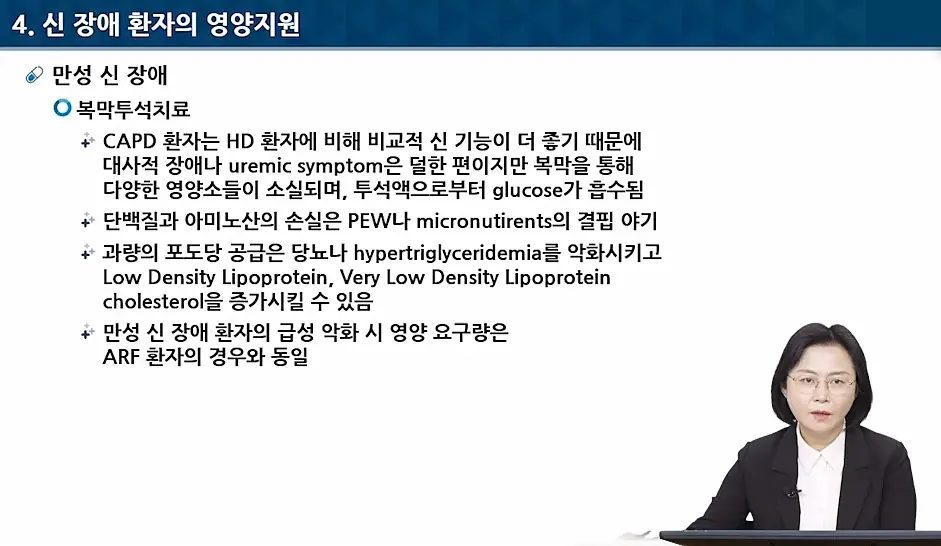 4. 신 장애 환자의 영양지원
만성 신 장애
복막투석치료
CAPD 환자는 HD 환자에 비해 비교적 신 기능이 더 좋기 때문에
대사적 장애나 uremic symptom은 덜한 편이지만 복막을 통해
다양한 영양소들이 소실되며, 투석액으로부터 glucose가 흡수됨
단백질과 아미노산의 손실은 PEW나 micronutirents의 결핍 야기
과량의 포도당 공급은 당뇨나 hypertriglyceridemia를 악화시키고
Low Density Lipoprotein, Very Low Density Lipoprotein
cholesterol을 증가시킬 수 있음
만성 신 장애 환자의 급성 악화 시 영양 요구량은
ARF 환자의 경우와 동일